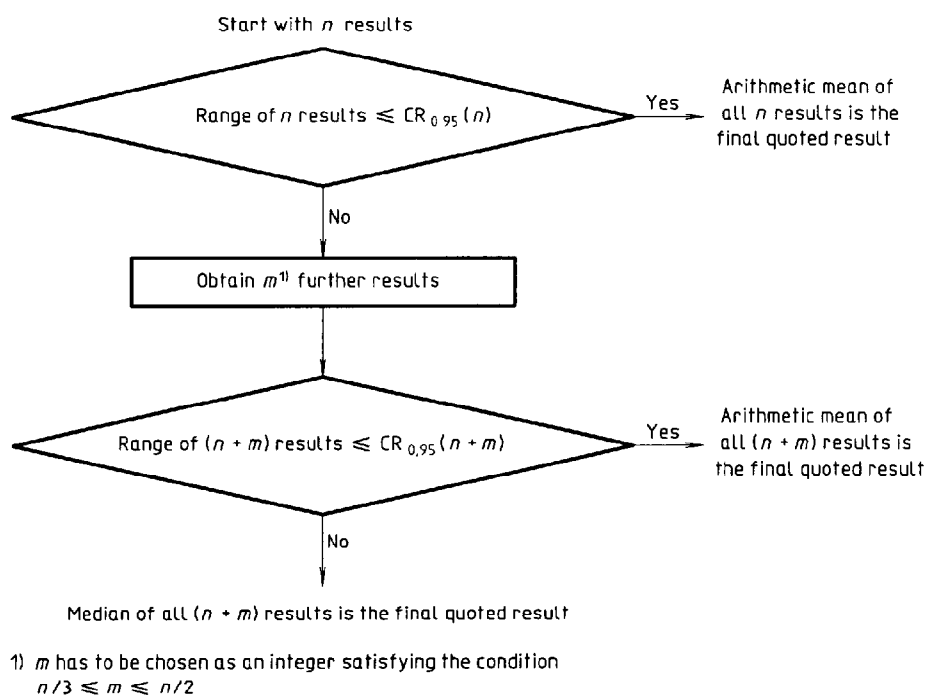 Start with n results
Range of n results ⩽ CR0 95(n)
Yes
Arithmetic mean of
all n results is the
final quoted result
No
Obtain m1) further results
Range of (n + m) results ⩽ CR0,95(n + m)
Yes
Arithmetic mean of
all (n + m) results is
the final quoted result
No
Median of all (n + m) results is the final quoted result
1) m has to be chosen as an integer satisfying the condition
n/3 ⩽ m ⩽ n/2